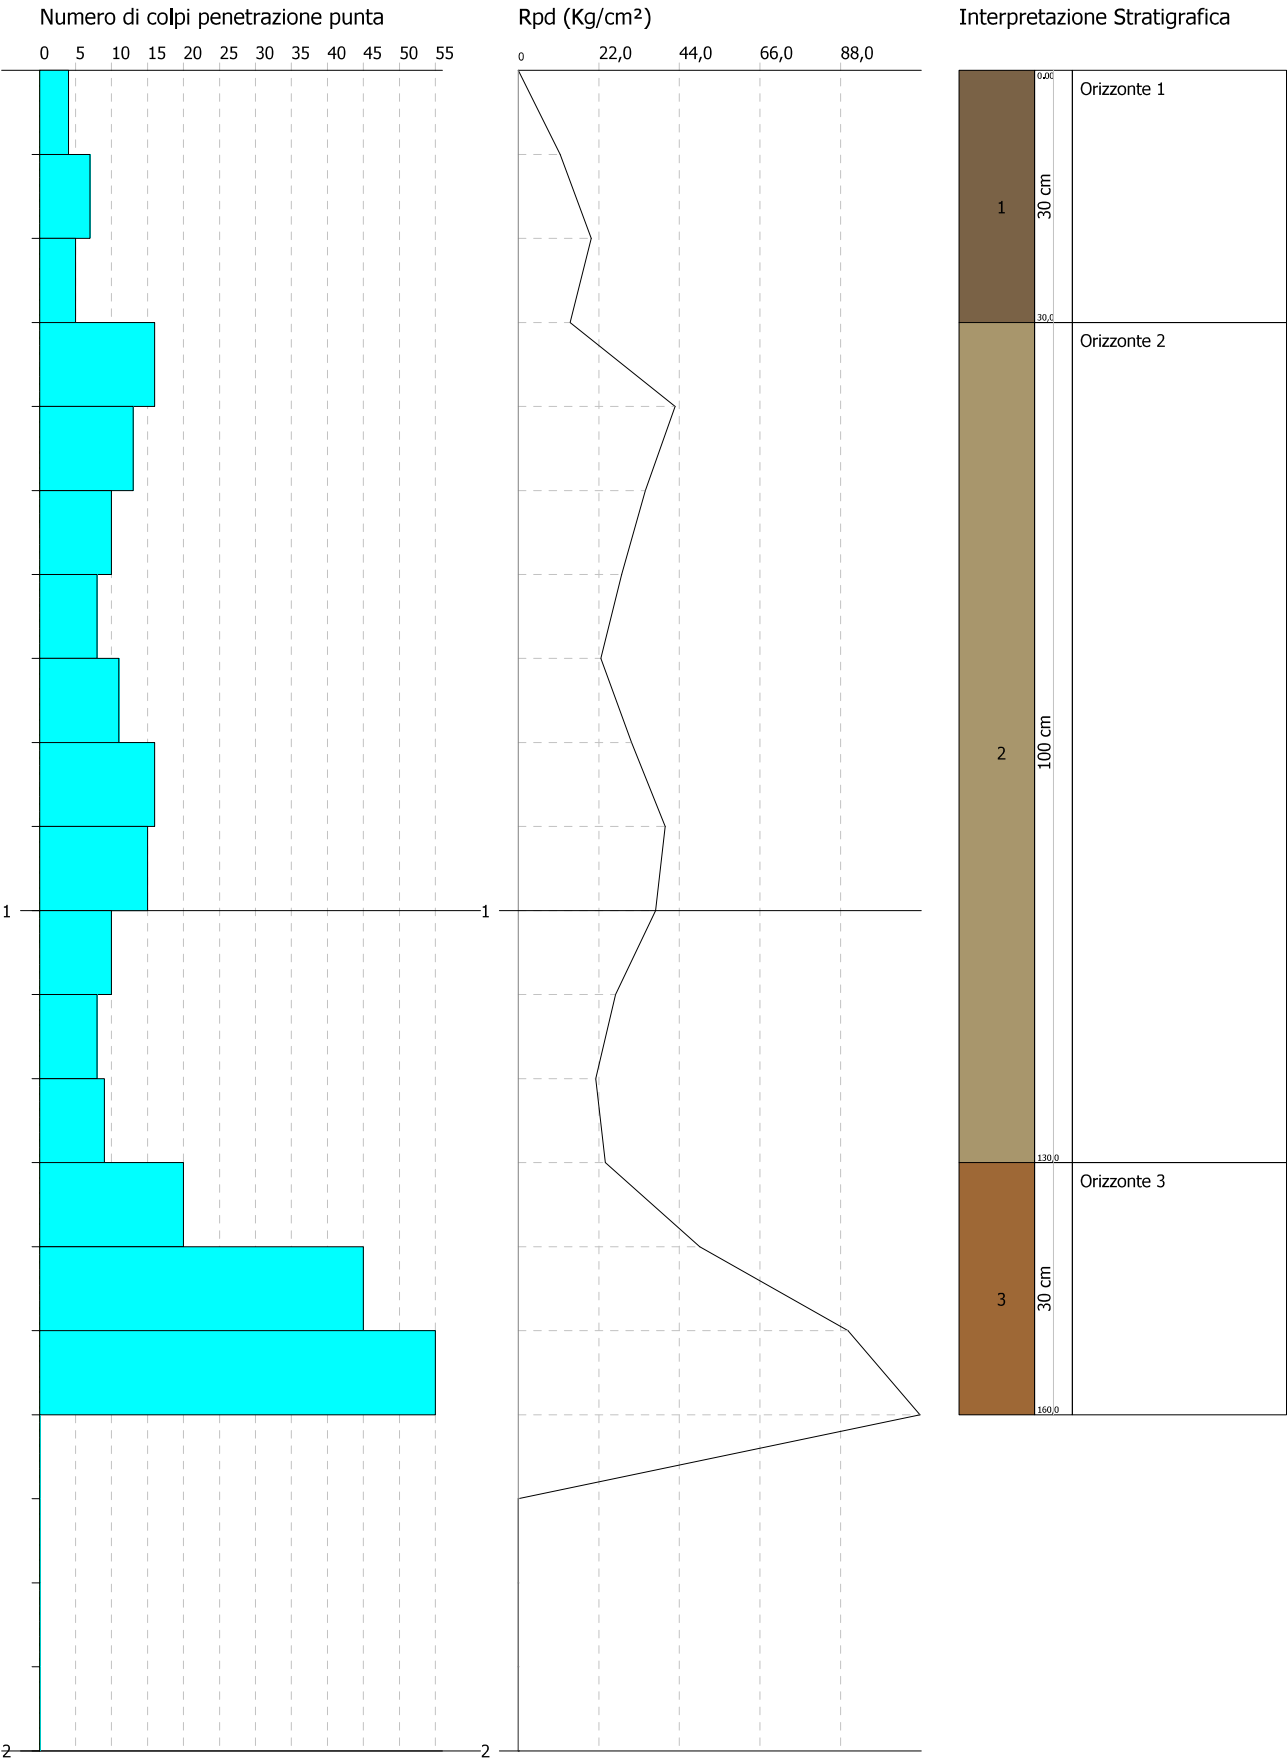 Numero di colpi penetrazione punta
Rpd (Kg/cm²)
Interpretazione Stratigrafica
0 5 10 15 20 25 30 35 40 45 50 55
0 22,0 44,0 66,0 88,0
0.00
Orizzonte 1
1
30 cm
30,0
Orizzonte 2
2
100 cm
1
1
130,0
Orizzonte 3
3
30 cm
160,0
2
2